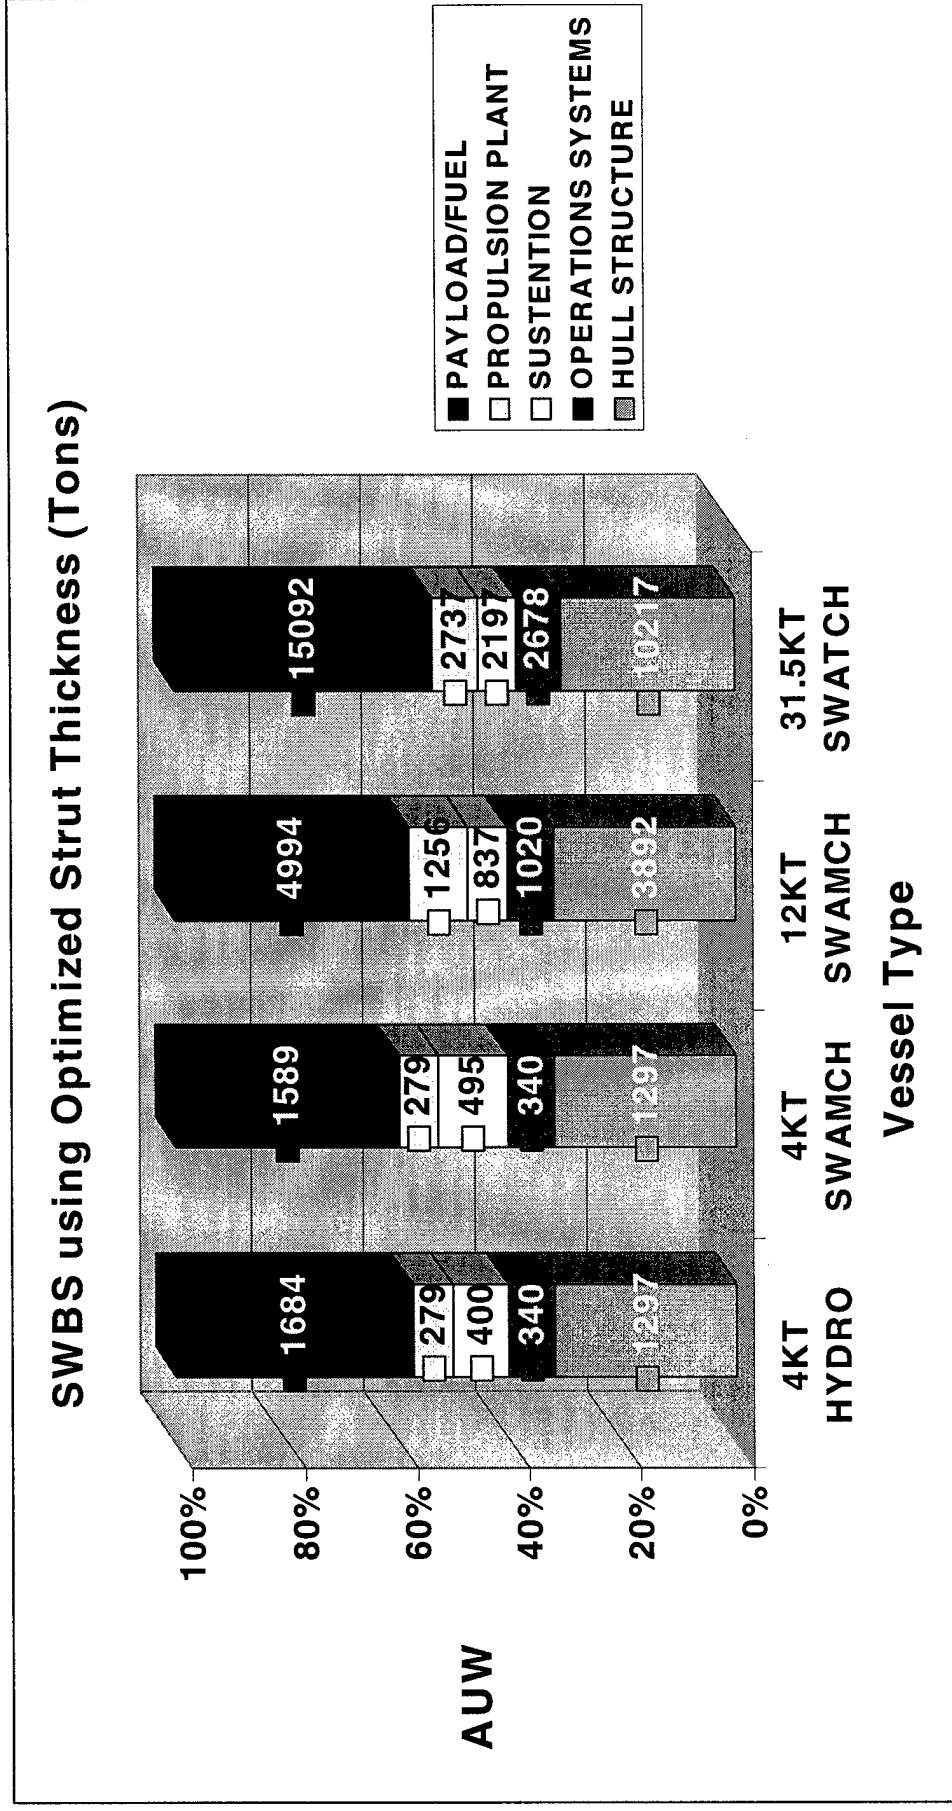 SWBS using Optimized Strut Thickness (Tons)
AUW
100%
80%
60%
40%
20%
0%
1684
279
400
340
1297
1589
279
495
340
1297
4994
1256
837
1020
3892
15092
2737
2197
2678
10217
4KT
HYDRO
4KT
SWAMCH
12KT
SWAMCH
31.5KT
SWATCH
Vessel Type
PAYLOAD/FUEL
PROPULSION PLANT
SUSTENTION
OPERATIONS SYSTEMS
HULL STRUCTURE